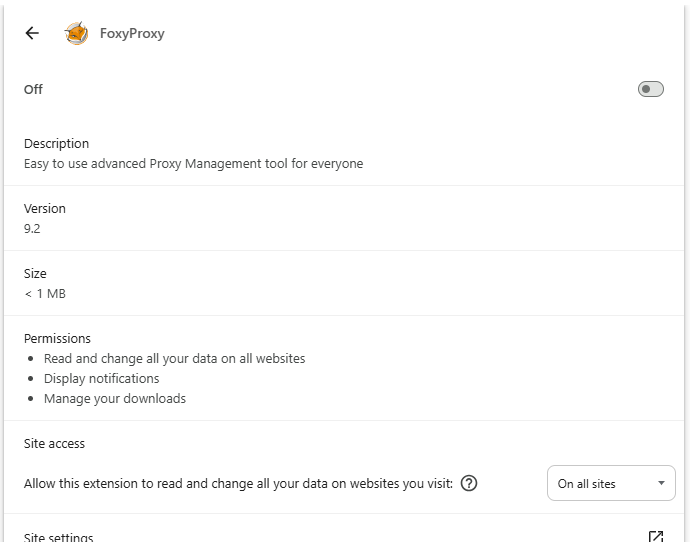 FoxyProxy
Off
Description
Easy to use advanced Proxy Management tool for everyone
Version
9.2
Size
< 1 MB
Permissions
Read and change all your data on all websites
Display notifications
Manage your downloads
Site access
Allow this extension to read and change all your data on websites you visit: On all sites
Site settings